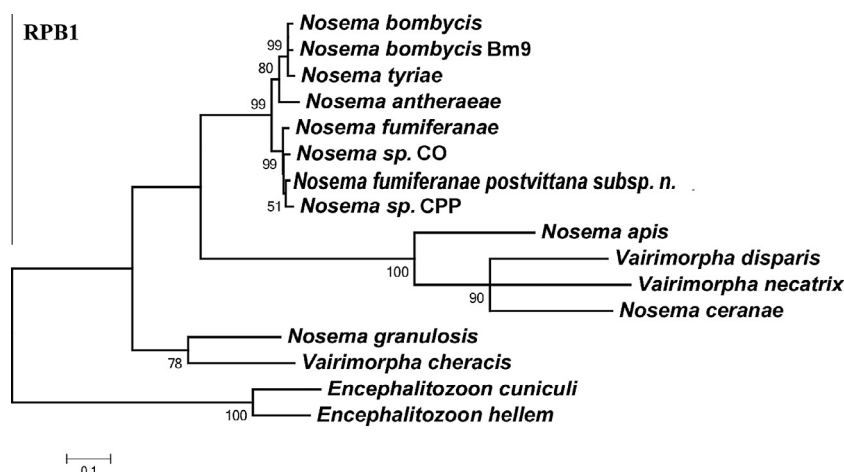 RPB1
Nosema bombycis
99
Nosema bombycis Bm9
80
Nosema tyriae
99
Nosema antheraeae
Nosema fumiferanae
Nosema sp. CO
99
Nosema fumiferanae postvittana subsp. n.
51
Nosema sp. CPP
Nosema apis
Vairimorpha disparis
100
Vairimorpha necatrix
90
Nosema ceranae
Nosema granulosis
78
Vairimorpha cheracis
Encephalitozoon cuniculi
100
Encephalitozoon hellem
0.1